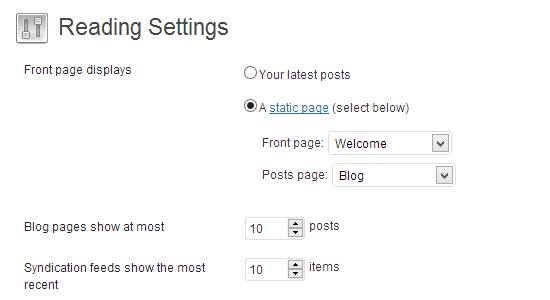 Reading Settings
Front page displays
Your latest posts
A static page (select below)
Front page: Welcome
Posts page: Blog
Blog pages show at most 10 posts
Syndication feeds show the most 10 items
recent